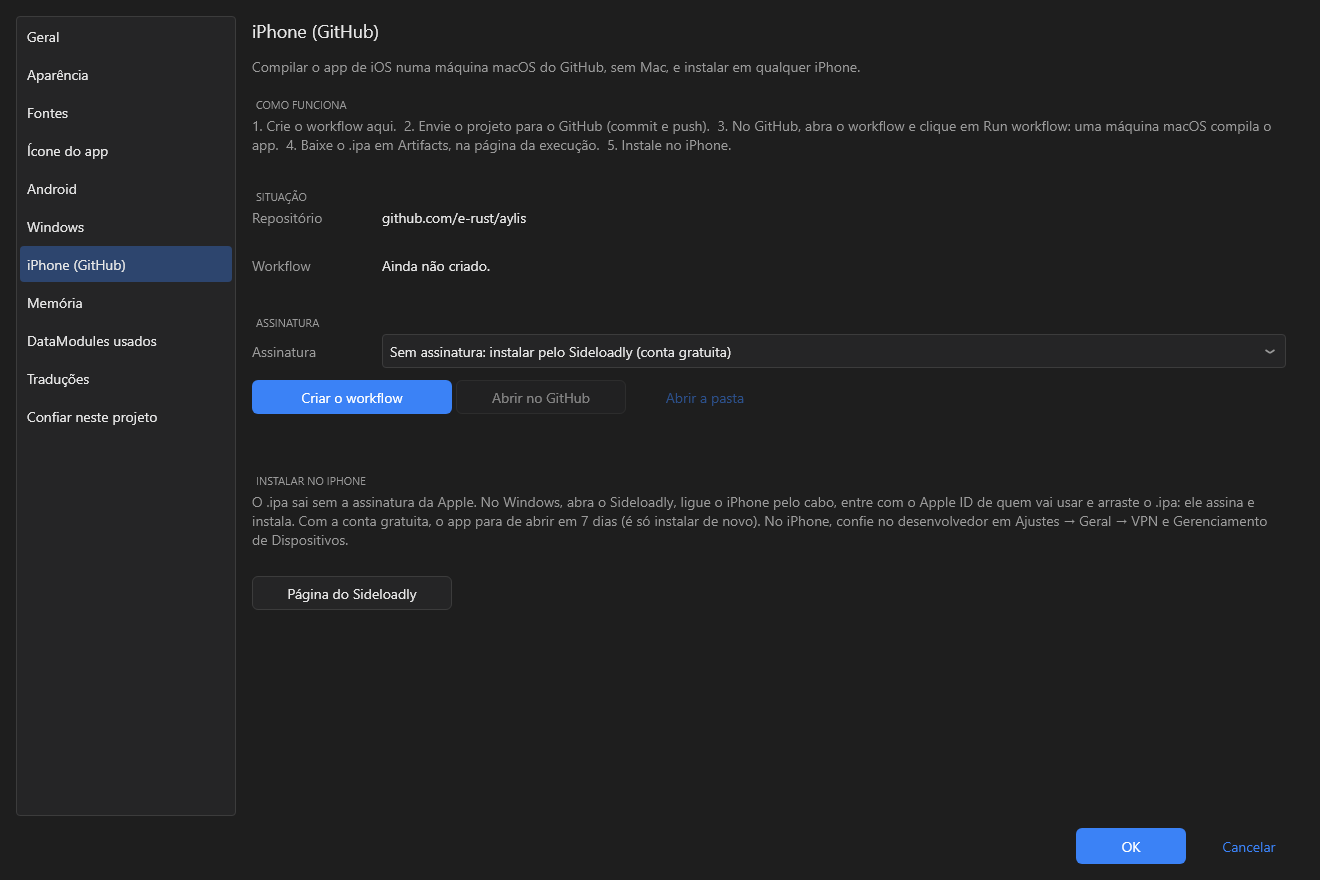 Geral
Aparência
Fontes
Ícone do app
Android
Windows
iPhone (GitHub)
Memória
DataModules usados
Traduções
Confiar neste projeto
iPhone (GitHub)
Compilar o app de iOS numa máquina macOS do GitHub, sem Mac, e instalar em qualquer iPhone.
COMO FUNCIONA
1. Crie o workflow aqui.  2. Envie o projeto para o GitHub (commit e push).  3. No GitHub, abra o workflow e clique em Run workflow: uma máquina macOS compila o
app.  4. Baixe o .ipa em Artifacts, na página da execução.  5. Instale no iPhone.
SITUAÇÃO
Repositório github.com/e-rust/aylis
Workflow Ainda não criado.
ASSINATURA
Assinatura Sem assinatura: instalar pelo Sideloadly (conta gratuita)
Criar o workflow Abrir no GitHub Abrir a pasta
INSTALAR NO IPHONE
O .ipa sai sem a assinatura da Apple. No Windows, abra o Sideloadly, ligue o iPhone pelo cabo, entre com o Apple ID de quem vai usar e arraste o .ipa: ele assina e
instala. Com a conta gratuita, o app para de abrir em 7 dias (é só instalar de novo). No iPhone, confie no desenvolvedor em Ajustes → Geral → VPN e Gerenciamento
de Dispositivos.
Página do Sideloadly
OK Cancelar